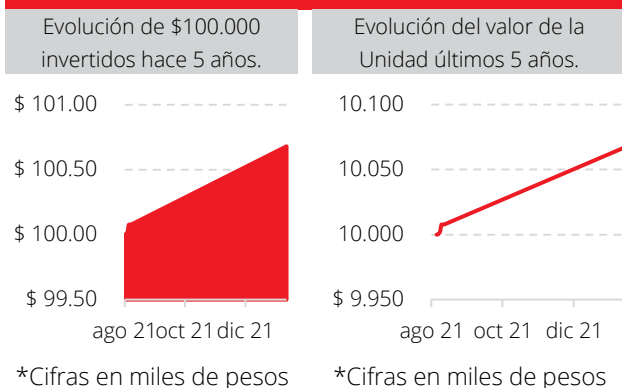 Evolución de $100.000
invertidos hace 5 años.
$ 101.00
$ 100.50
$ 100.00
$ 99.50
ago 21oct 21 dic 21
*Cifras en miles de pesos
Evolución del valor de la
Unidad últimos 5 años.
10.100
10.050
10.000
$ 9.950
ago 21 oct 21 dic 21
*Cifras en miles de pesos